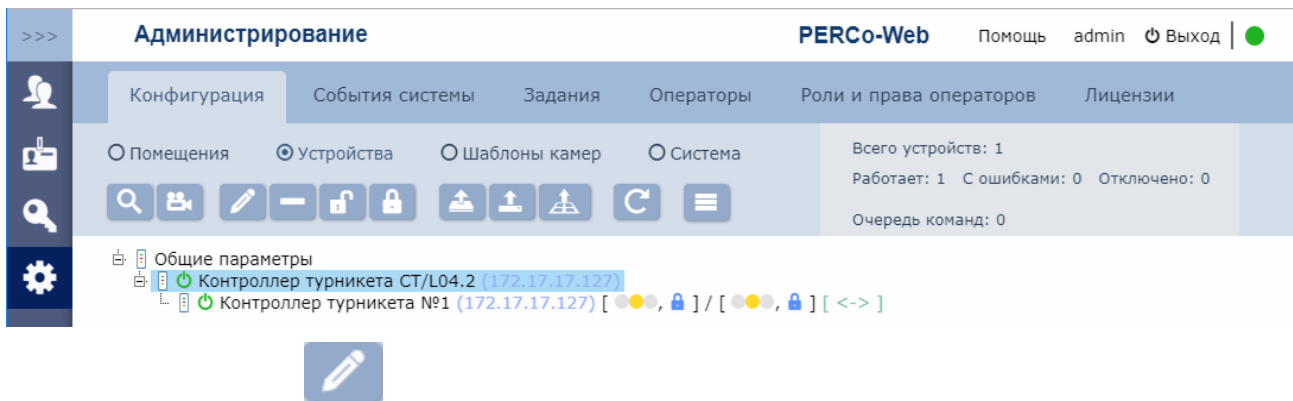 >>> Администрирование PERCo-Web Помощь admin Выход
Конфигурация События системы Задания Операторы Роли и права операторов Лицензии
Помещения Устройства Шаблоны камер Система
Всего устройств: 1
Работает: 1 С ошибками: 0 Отключено: 0
Очередь команд: 0
Общие параметры
Контроллер турникета CT/L04.2 (172.17.17.127)
Контроллер турникета №1 (172.17.17.127) [ , ] / [ , ] [ <-> ]